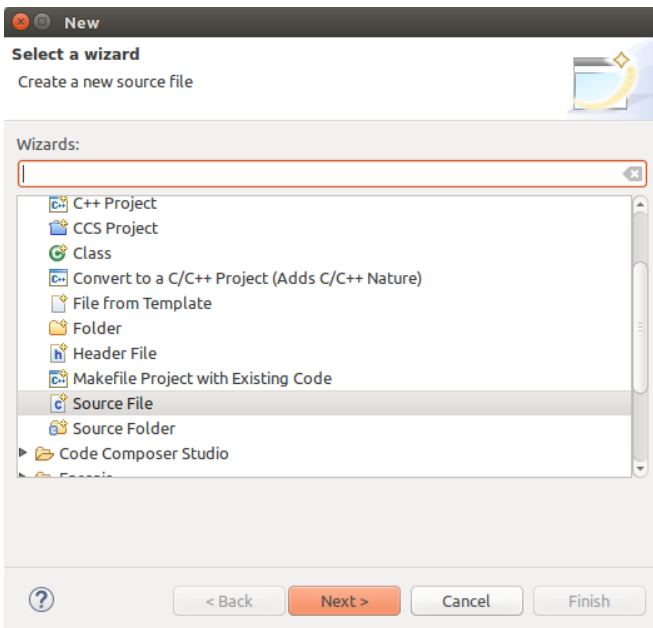 New
Select a wizard
Create a new source file
Wizards:
C++ Project
CCS Project
Class
Convert to a C/C++ Project (Adds C/C++ Nature)
File from Template
Folder
Header File
Makefile Project with Existing Code
Source File
Source Folder
Code Composer Studio
< Back Next > Cancel Finish